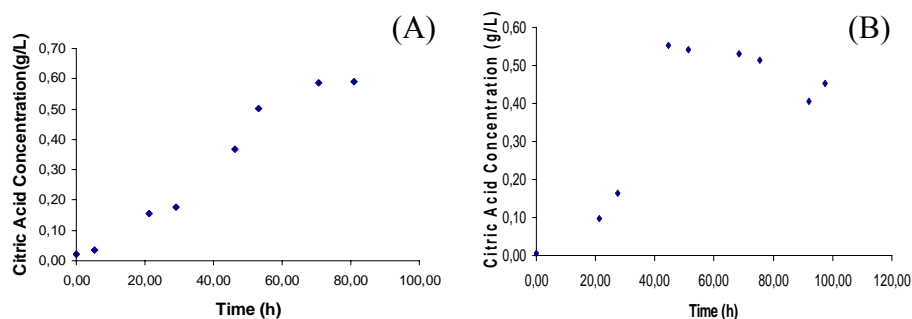 (A)
Citric Acid Concentration(g/L)
0,70
0,60
0,50
0,40
0,30
0,20
0,10
0,00
0,00 20,00 40,00 60,00 80,00 100,00
Time (h)
(B)
Citric Acid Concentration (g/L)
0,60
0,50
0,40
0,30
0,20
0,10
0,00
0,00 20,00 40,00 60,00 80,00 100,00 120,00
Time (h)